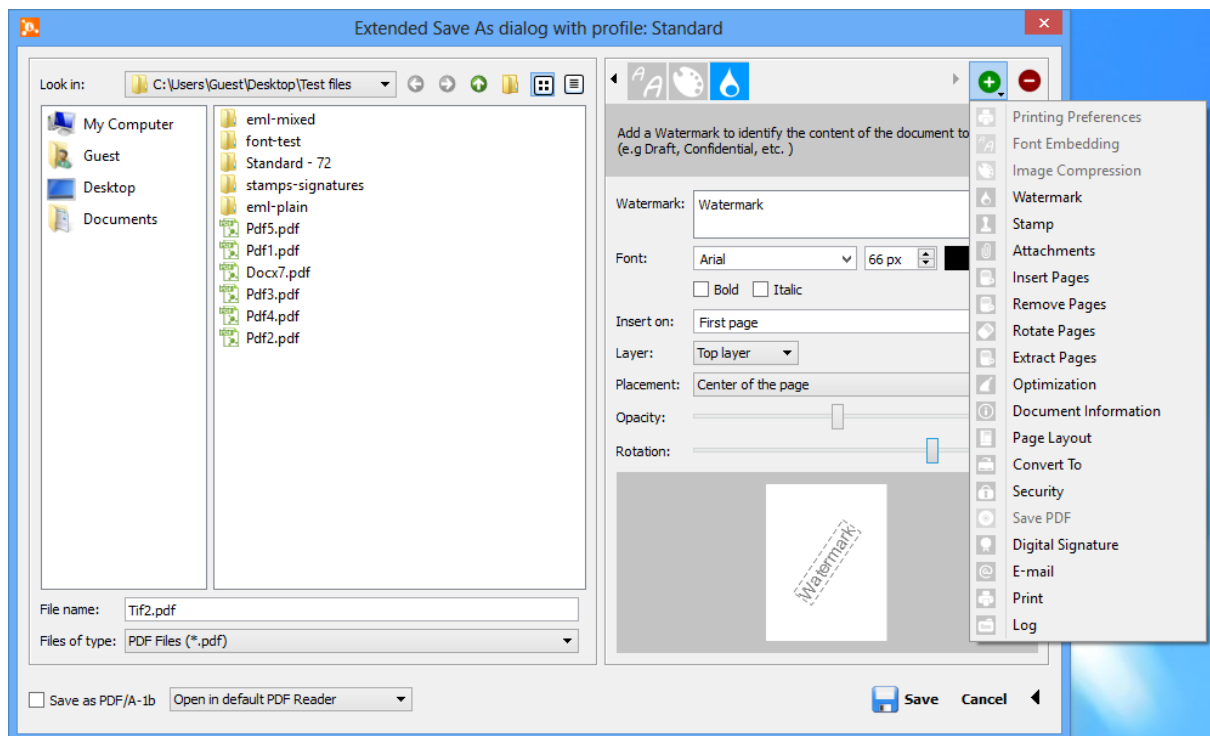 Extended Save As dialog with profile: Standard
Look in:
C:\Users\Guest\Desktop\Test files
My Computer
Guest
Desktop
Documents
eml-mixed
font-test
Standard - 72
stamps-signatures
eml-plain
Pdf5.pdf
Pdf1.pdf
Docx7.pdf
Pdf3.pdf
Pdf4.pdf
Pdf2.pdf
File name: Tif2.pdf
Files of type: PDF Files (*.pdf)
Save as PDF/A-1b
Open in default PDF Reader
Add a Watermark to identify the content of the document to
(e.g Draft, Confidential, etc. )
Watermark: Watermark
Font: Arial 66 px
Bold Italic
Insert on: First page
Layer: Top layer
Placement: Center of the page
Opacity:
Rotation:
Watermark
Printing Preferences
Font Embedding
Image Compression
Watermark
Stamp
Attachments
Insert Pages
Remove Pages
Rotate Pages
Extract Pages
Optimization
Document Information
Page Layout
Convert To
Security
Save PDF
Digital Signature
E-mail
Print
Log
Save Cancel